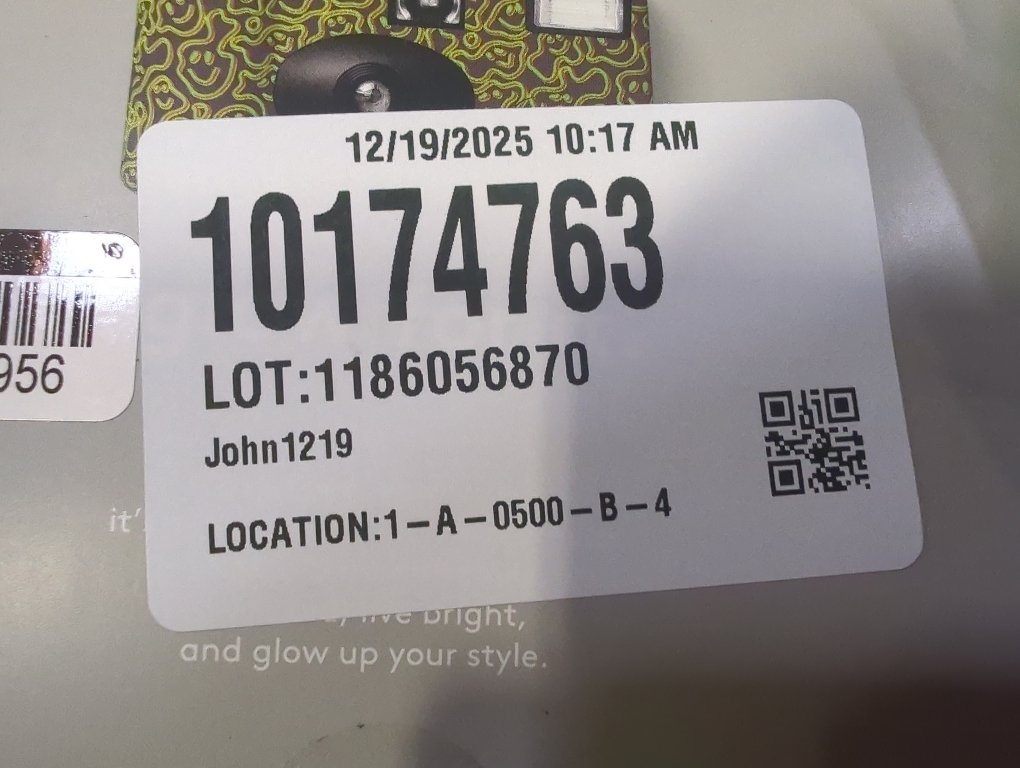 12/19/2025 10:17 AM
10174763
LOT:1186056870
956
John1219
LOCATION:1-A-0500-B-4
it'
live bright,
and glow up your style.